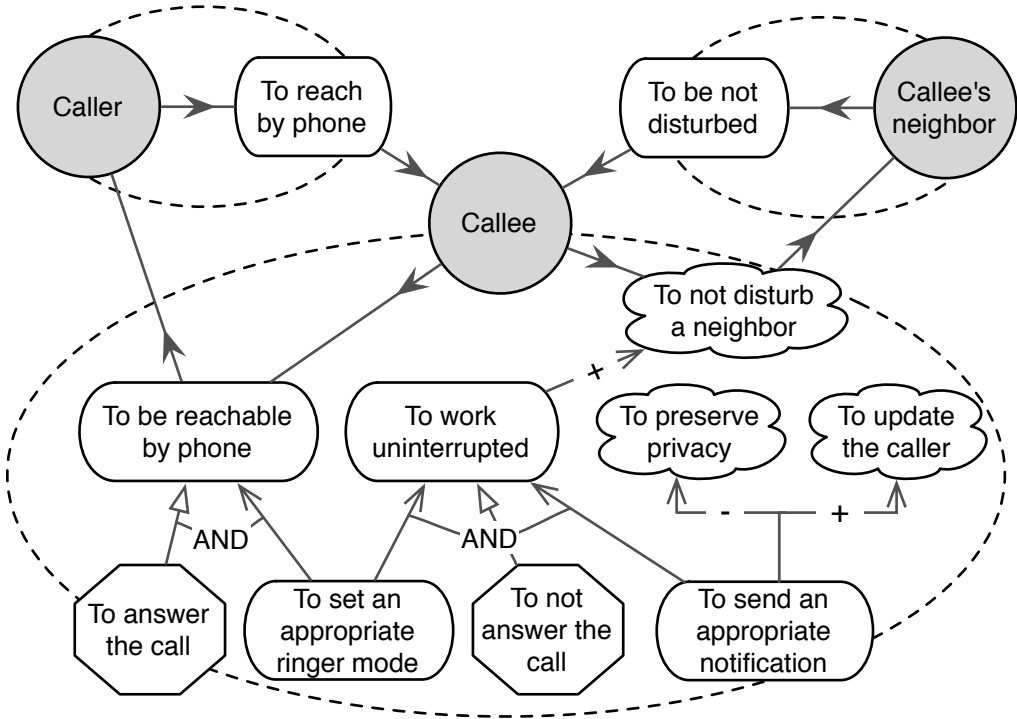 Caller
To reach
by phone
To be not
disturbed
Callee's
neighbor
Callee
To not disturb
a neighbor
+
To be reachable
by phone
To work
uninterrupted
To preserve
privacy
To update
the caller
AND
AND
-
+
To answer
the call
To set an
appropriate
ringer mode
To not
answer the
call
To send an
appropriate
notification